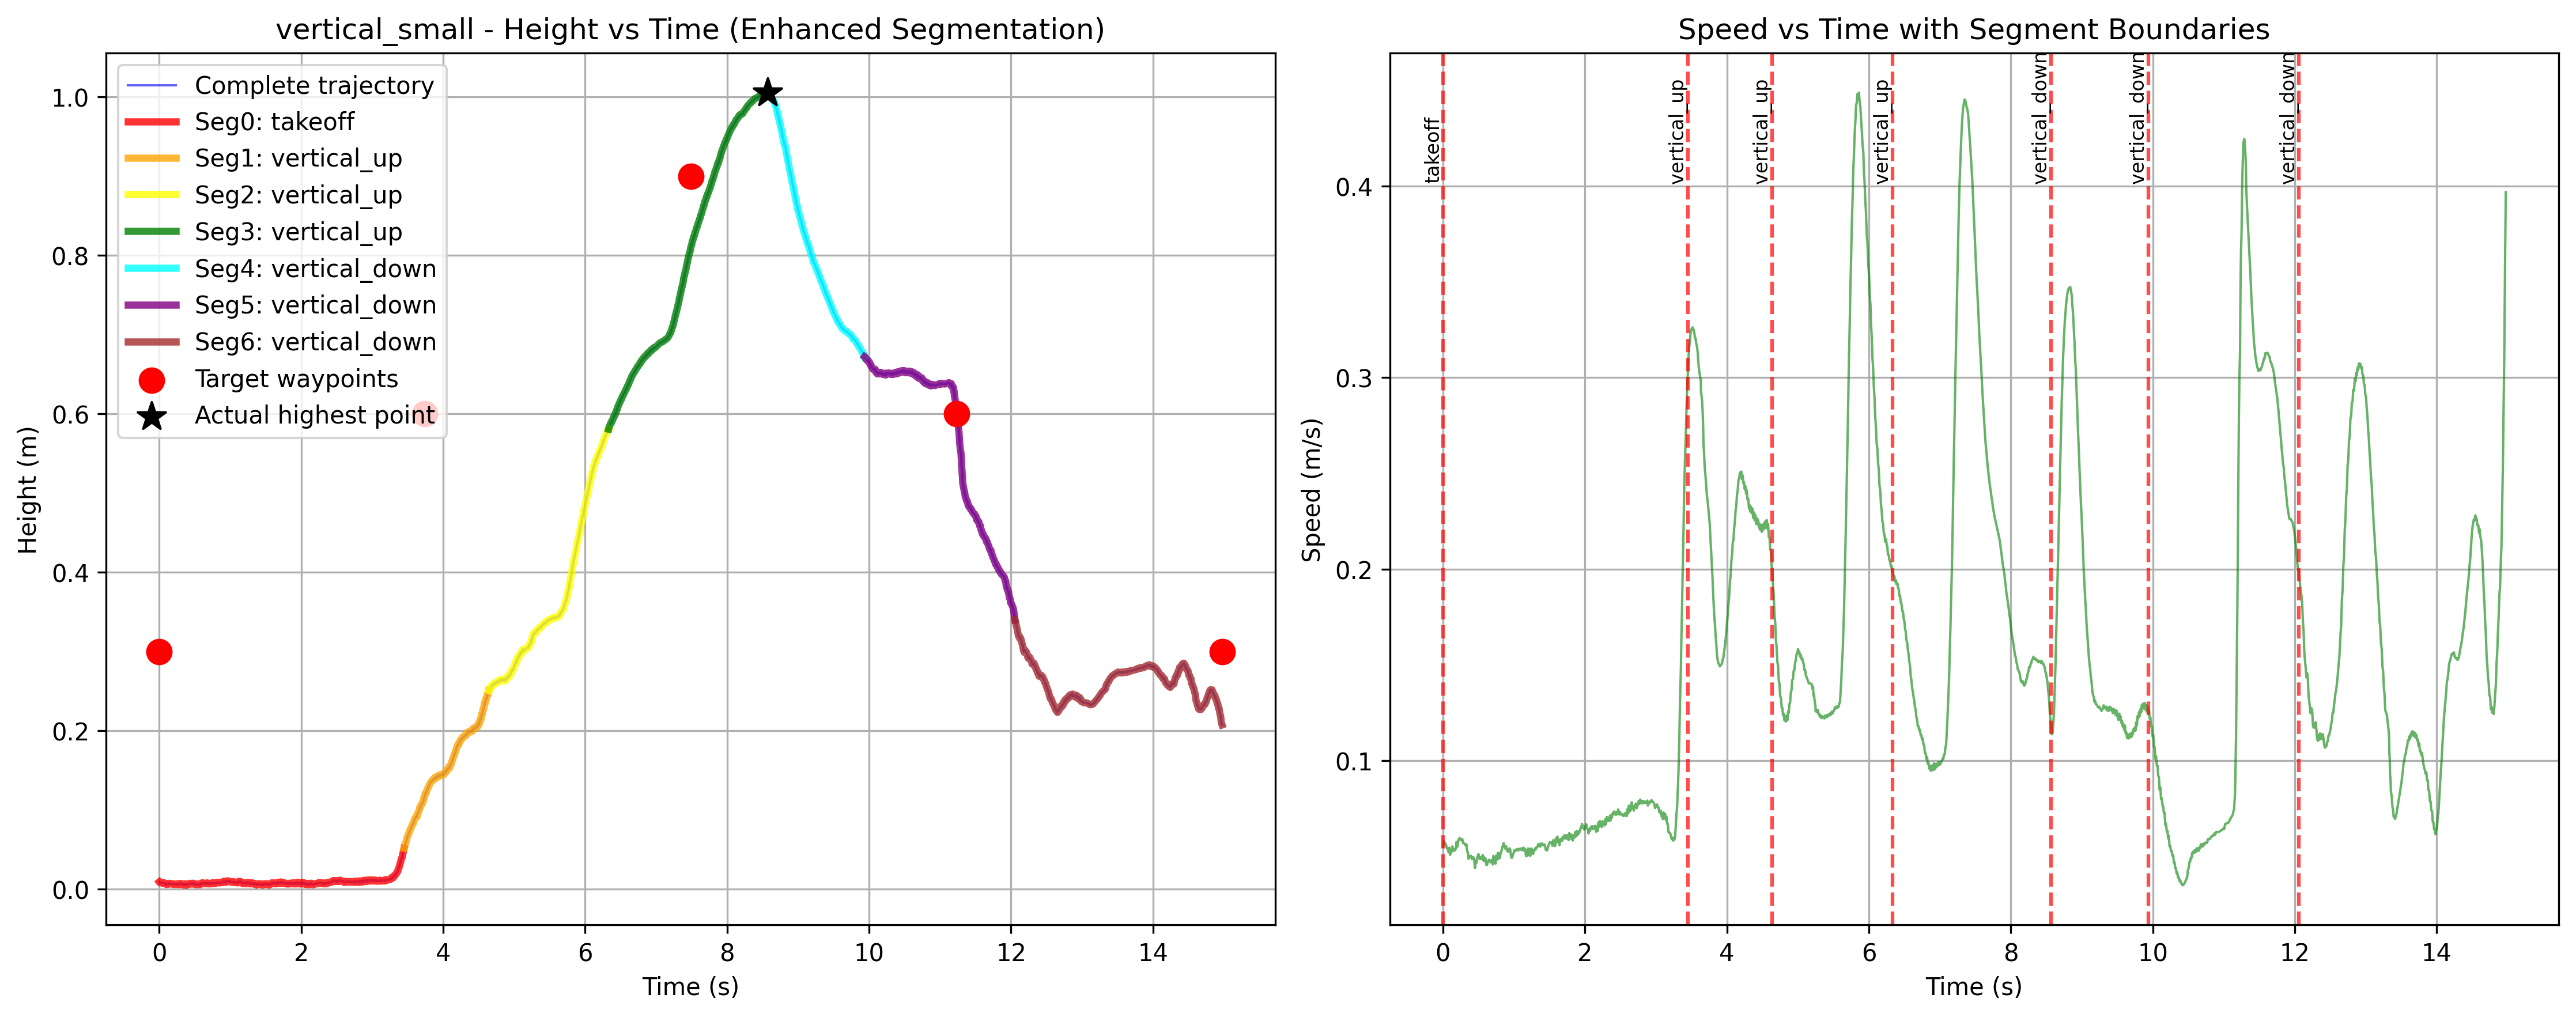 vertical_small - Height vs Time (Enhanced Segmentation)
Complete trajectory
Seg0: takeoff
Seg1: vertical_up
Seg2: vertical_up
Seg3: vertical_up
Seg4: vertical_down
Seg5: vertical_down
Seg6: vertical_down
Target waypoints
Actual highest point
Height (m)
1.0
0.8
0.6
0.4
0.2
0.0
0 2 4 6 8 10 12 14
Time (s)
Speed vs Time with Segment Boundaries
takeoff
vertical_up
vertical_up
vertical_up
vertical_down
vertical_down
vertical_down
Speed (m/s)
0.4
0.3
0.2
0.1
0 2 4 6 8 10 12 14
Time (s)